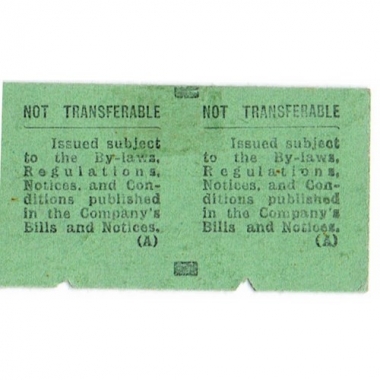 NOT TRANSFERABLE
Issued subject
to the By-laws,
Regulations,
Notices, and Con-
ditions published
in the Company's
Bills and Notices.
(A)
NOT TRANSFERABLE
Issued subject
to the By-laws,
Regulations,
Notices, and Con-
ditions published
in the Company's
Bills and Notices.
(A)